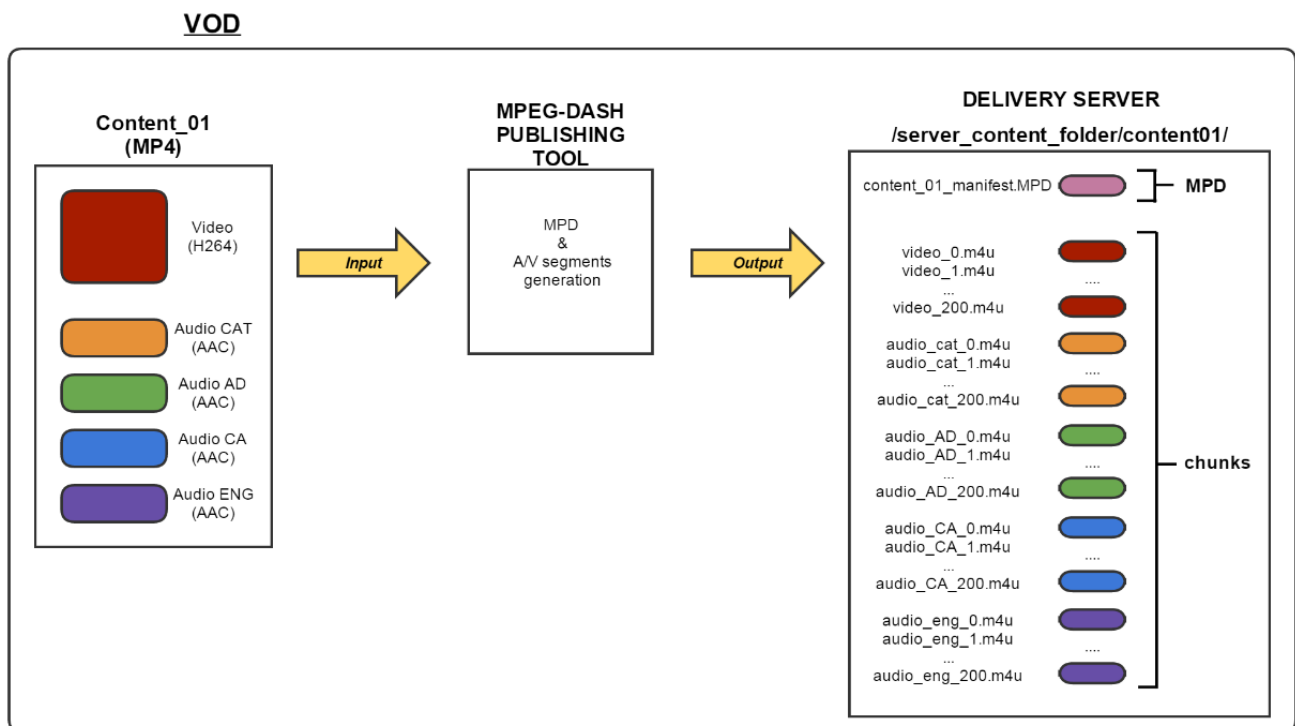 VOD
Content_01
(MP4)
Video
(H264)
Audio CAT
(AAC)
Audio AD
(AAC)
Audio CA
(AAC)
Audio ENG
(AAC)
Input
MPEG-DASH
PUBLISHING
TOOL
MPD
&
A/V segments
generation
Output
DELIVERY SERVER
/server_content_folder/content01/
content_01_manifest.MPD
MPD
video_0.m4u
video_1.m4u
....
...
video_200.m4u
audio_cat_0.m4u
audio_cat_1.m4u
....
...
audio_cat_200.m4u
audio_AD_0.m4u
audio_AD_1.m4u
....
...
audio_AD_200.m4u
chunks
audio_CA_0.m4u
audio_CA_1.m4u
....
...
audio_CA_200.m4u
audio_eng_0.m4u
audio_eng_1.m4u
....
...
audio_eng_200.m4u